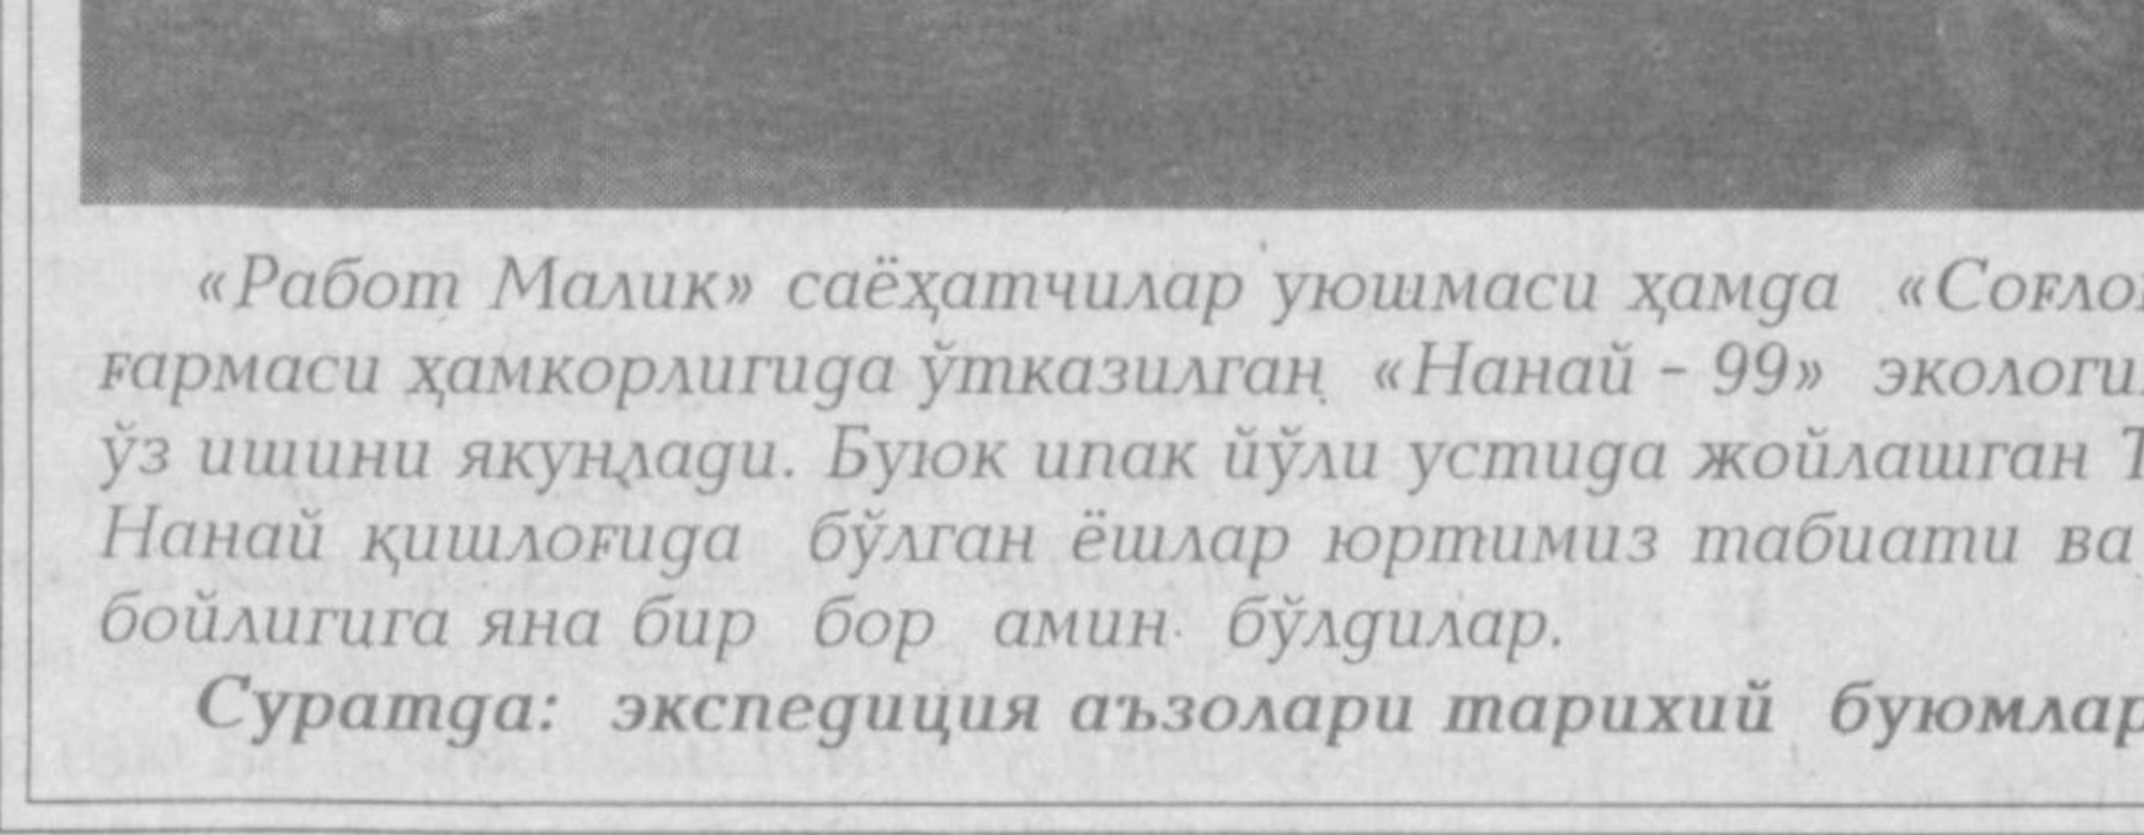 «Работ Малик» саёҳатчилар уюшмаси ҳамда «Соғло
ғармаси ҳамкорлигида ўтказилган «Нанай - 99» экологи
ўз ишини якунлади. Буюк ипак йўли устида жойлашган Т
Нанай қишлоғида бўлган ёшлар юртимиз табиати ва
бойлигига яна бир бор амин бўлдилар.
Суратда: экспедиция аъзолари тарихий буюмлар